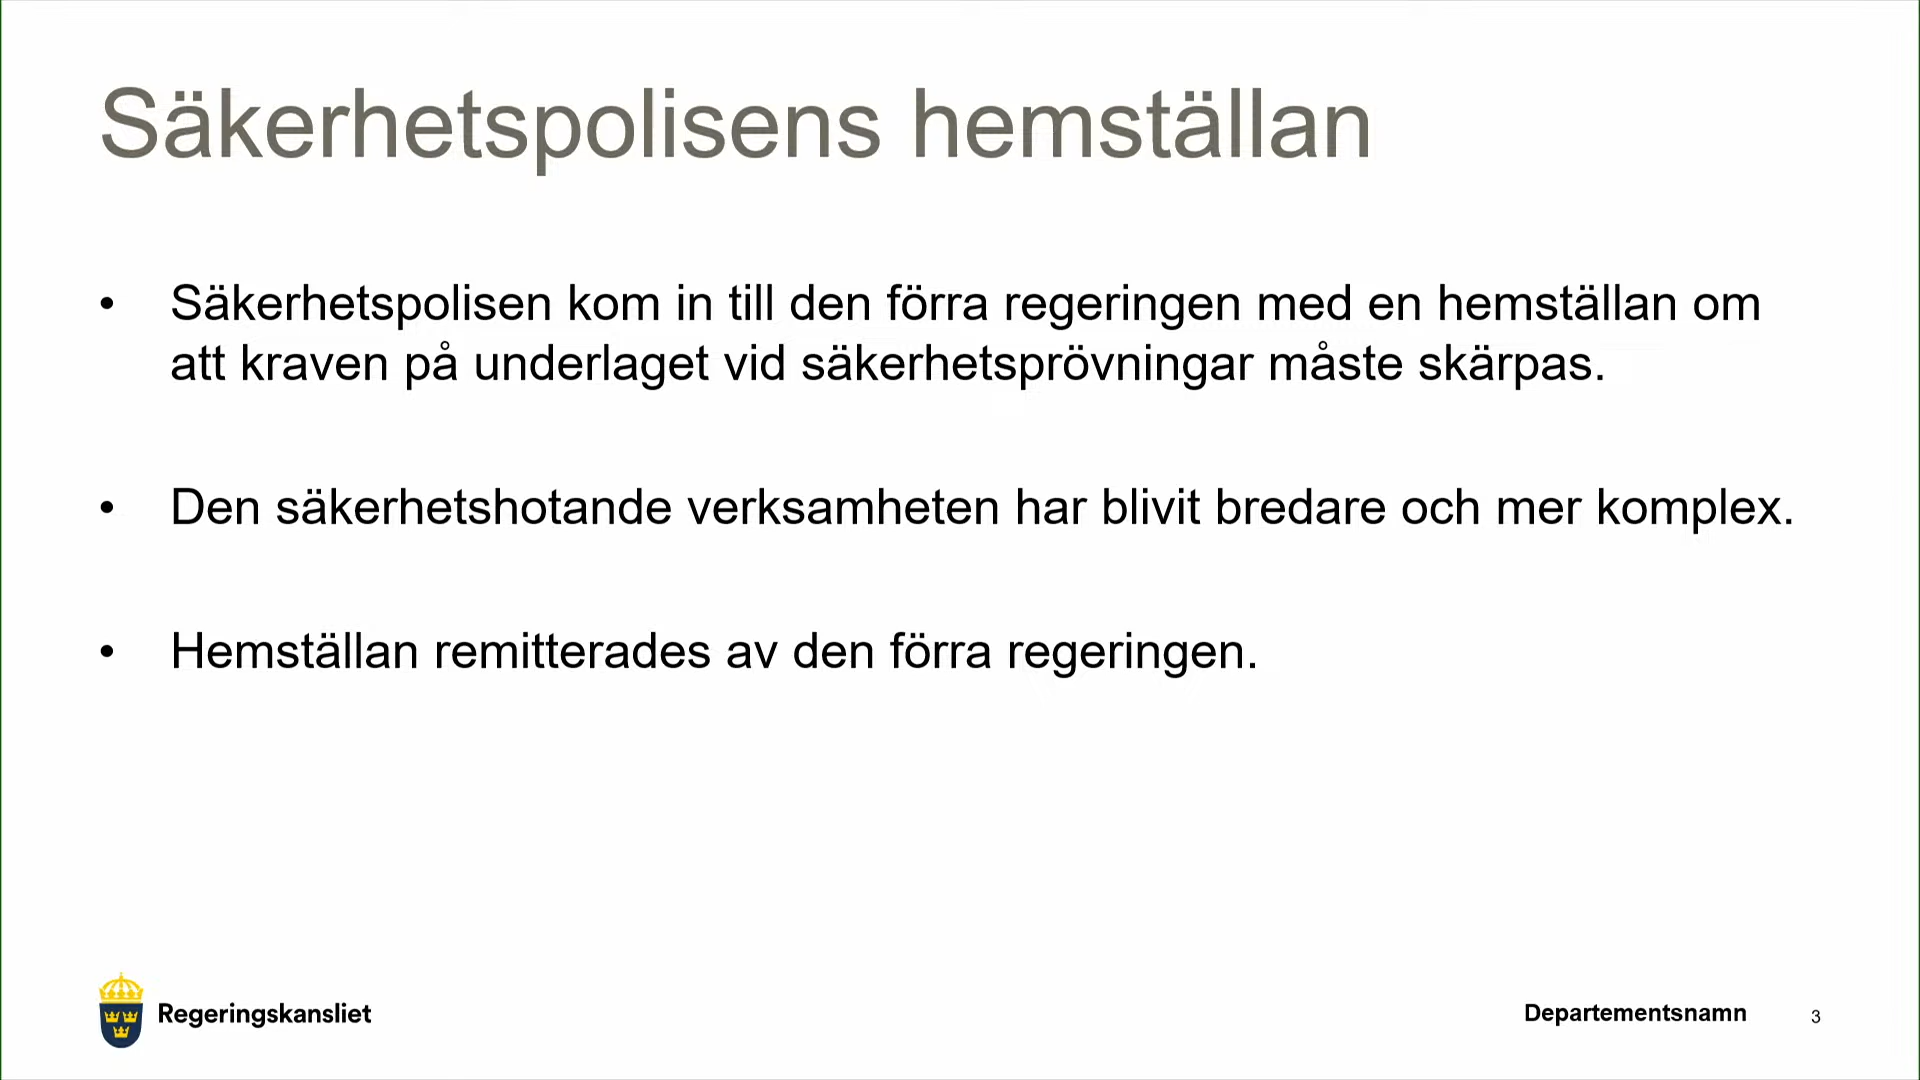 Säkerhetspolisens hemställan
• Säkerhetspolisen kom in till den förra regeringen med en hemställan om
att kraven på underlaget vid säkerhetsprövningar måste skärpas.
• Den säkerhetshotande verksamheten har blivit bredare och mer komplex.
• Hemställan remitterades av den förra regeringen.
Regeringskansliet
Departementsnamn 3